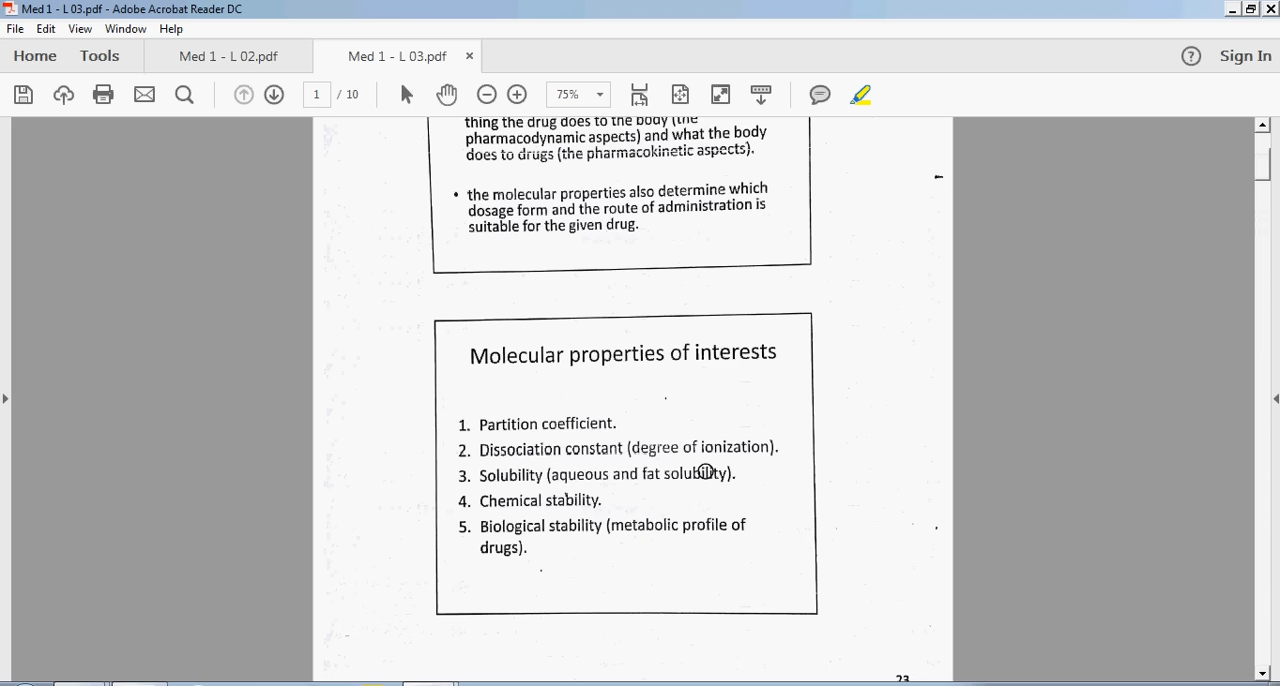 Med 1 - L 03.pdf - Adobe Acrobat Reader DC
File Edit View Window Help
Home Tools Med 1 - L 02.pdf Med 1 - L 03.pdf × ? Sign In
1 / 10 75%
thing the drug does to the body (the
pharmacodynamic aspects) and what the body
does to drugs (the pharmacokinetic aspects).
• the molecular properties also determine which
dosage form and the route of administration is
suitable for the given drug.
Molecular properties of interests
1. Partition coefficient.
2. Dissociation constant (degree of ionization).
3. Solubility (aqueous and fat solubility).
4. Chemical stability.
5. Biological stability (metabolic profile of
drugs).
23